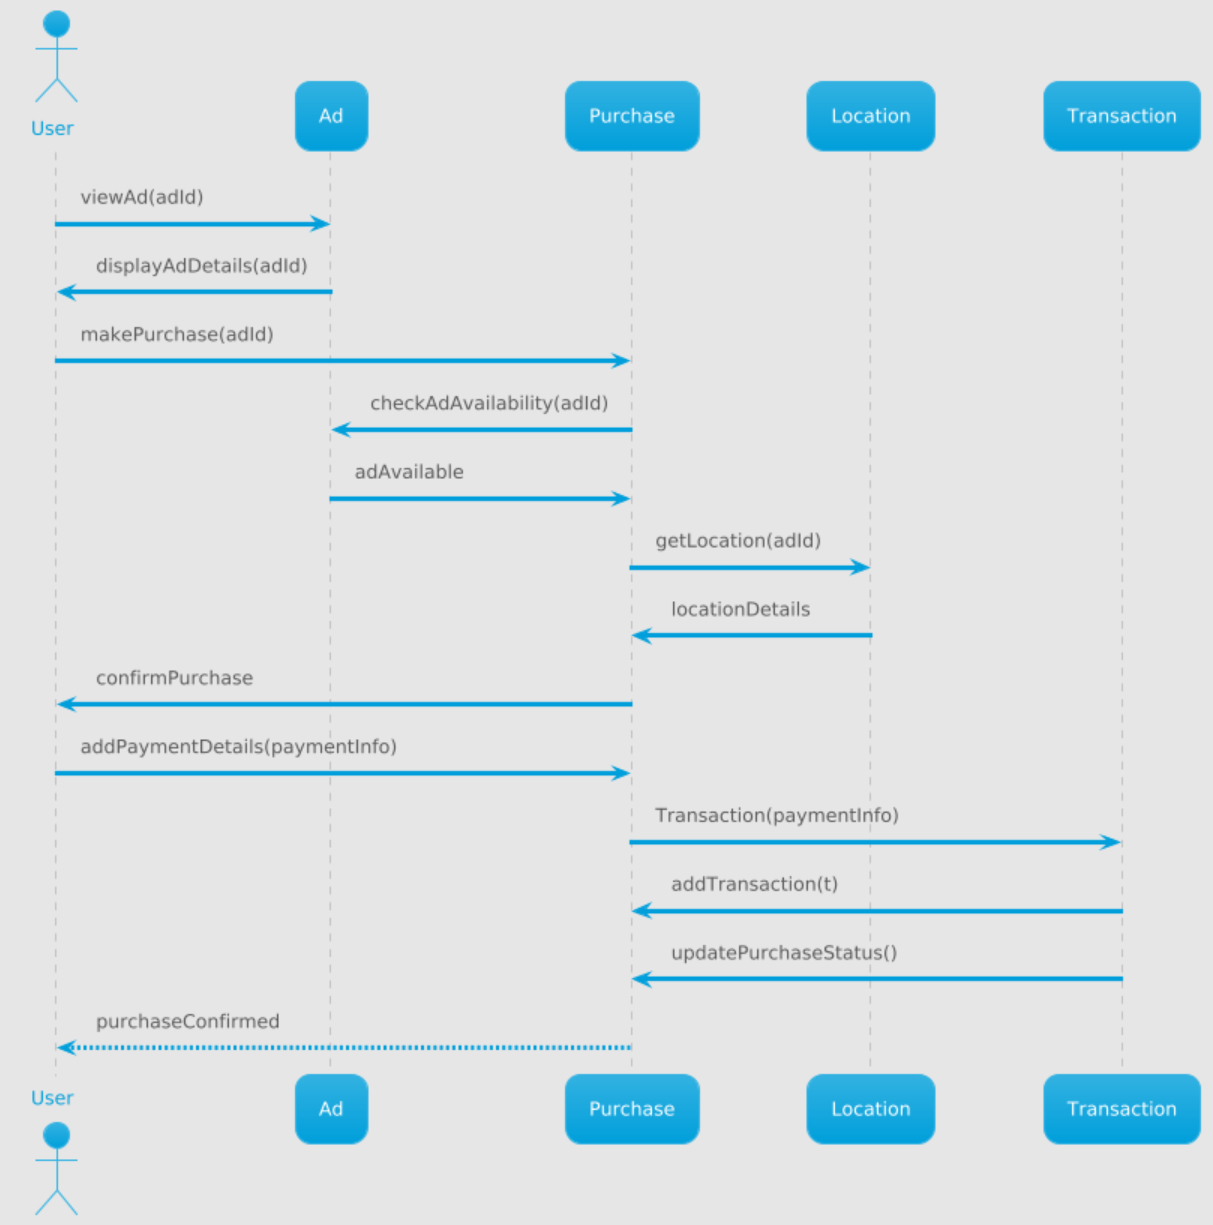 User
Ad
Purchase
Location
Transaction
viewAd(adId)
displayAdDetails(adId)
makePurchase(adId)
checkAdAvailability(adId)
adAvailable
getLocation(adId)
locationDetails
confirmPurchase
addPaymentDetails(paymentInfo)
Transaction(paymentInfo)
addTransaction(t)
updatePurchaseStatus()
purchaseConfirmed
User
Ad
Purchase
Location
Transaction